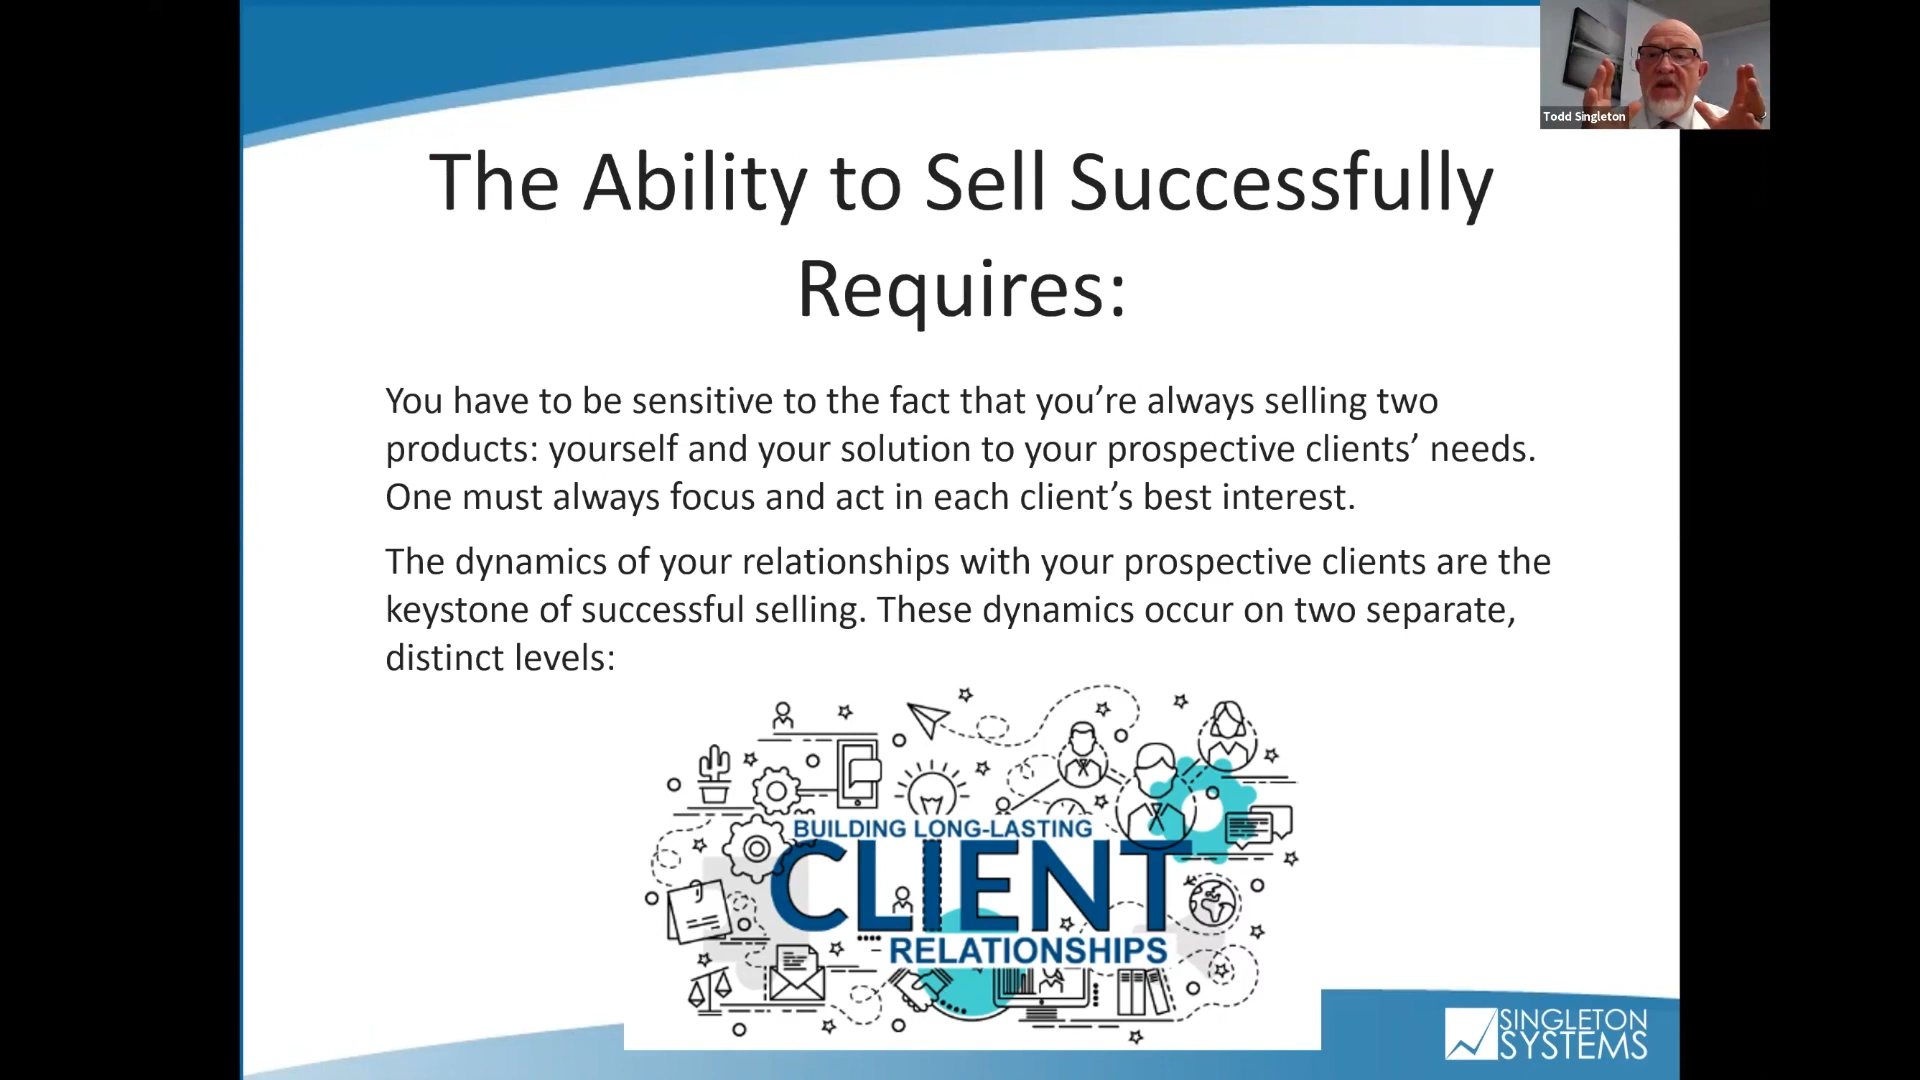 Todd Singleton
The Ability to Sell Successfully
Requires:
You have to be sensitive to the fact that you’re always selling two
products: yourself and your solution to your prospective clients’ needs.
One must always focus and act in each client’s best interest.
The dynamics of your relationships with your prospective clients are the
keystone of successful selling. These dynamics occur on two separate,
distinct levels:
BUILDING LONG-LASTING
CLIENT
RELATIONSHIPS
SINGLETON
SYSTEMS